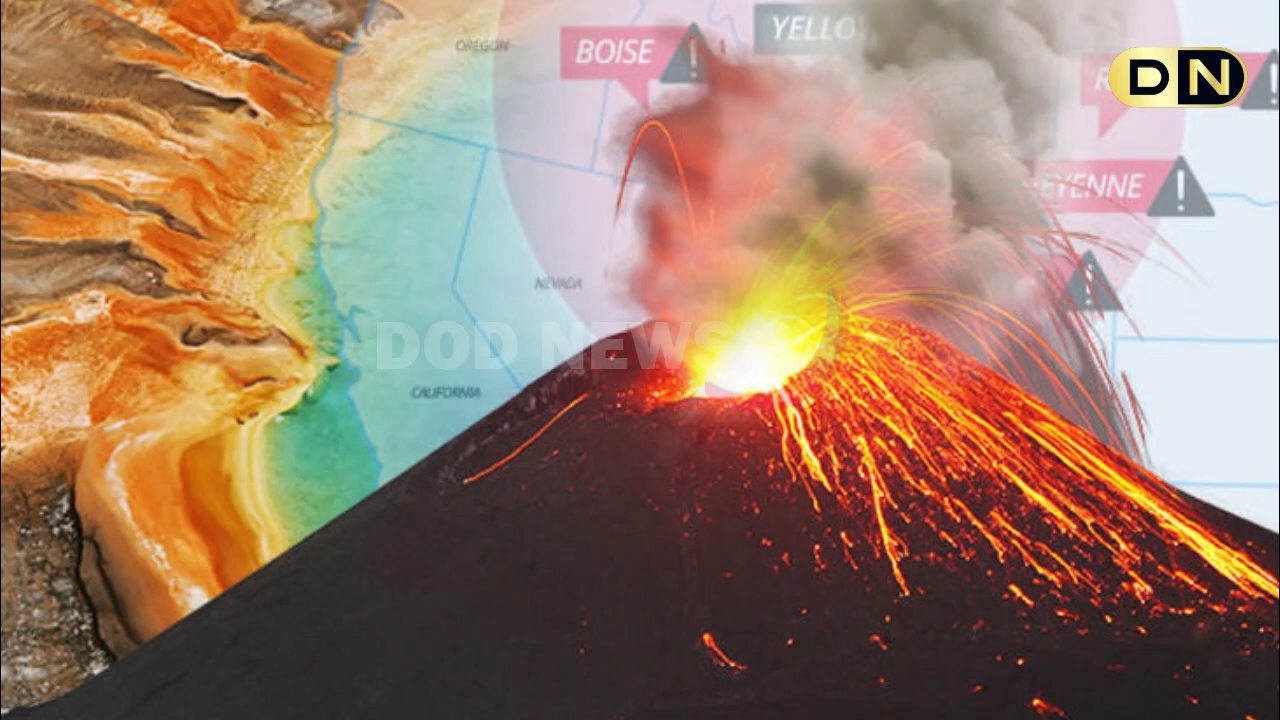 OREGON
BOISE !
YELLO
DN
!
EYENNE !
!
NEVADA
DOD NEWS
CALIFORNIA